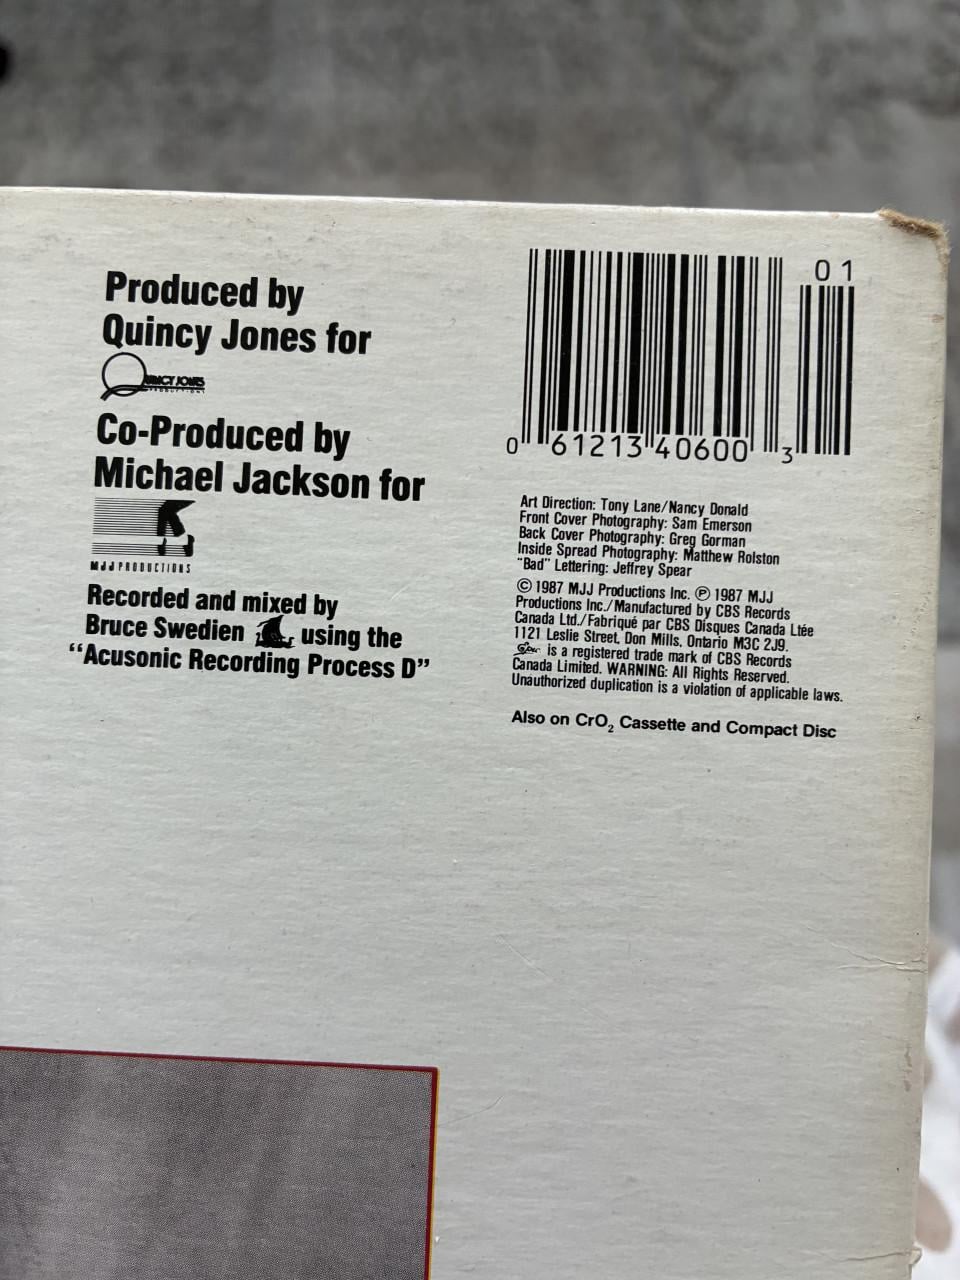 Produced by
Quincy Jones for
QUINCY JONES
PRODUCTIONS
Co-Produced by
Michael Jackson for
MJJ PRODUCTIONS
Recorded and mixed by
Bruce Swedien using the
“Acusonic Recording Process D”
01
0 61213 40600 3
Art Direction: Tony Lane/Nancy Donald
Front Cover Photography: Sam Emerson
Back Cover Photography: Greg Gorman
Inside Spread Photography: Matthew Rolston
"Bad" Lettering: Jeffrey Spear
© 1987 MJJ Productions Inc. ℗ 1987 MJJ
Productions Inc./Manufactured by CBS Records
Canada Ltd./Fabriqué par CBS Disques Canada Ltée
1121 Leslie Street, Don Mills, Ontario M3C 2J9.
Epic is a registered trade mark of CBS Records
Canada Limited. WARNING: All Rights Reserved.
Unauthorized duplication is a violation of applicable laws.
Also on CrO₂ Cassette and Compact Disc